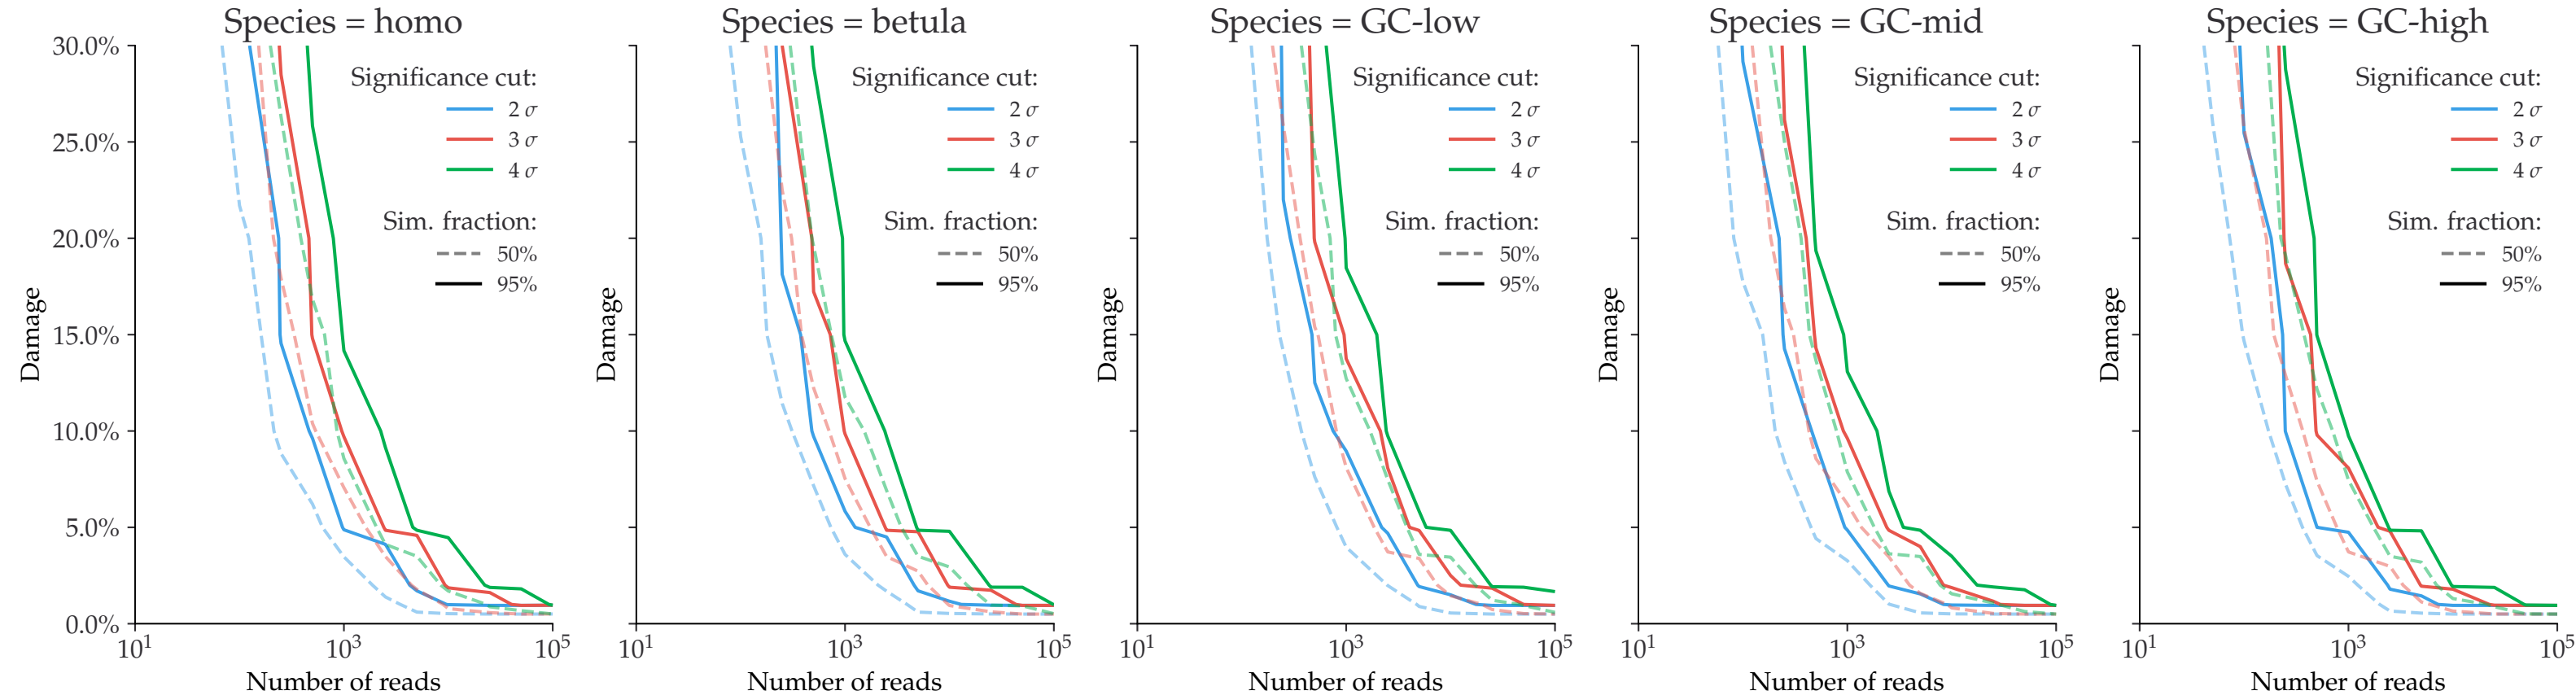 Species = homo
30.0%
25.0%
20.0%
15.0%
10.0%
5.0%
0.0%
Damage
Significance cut:
2 σ
3 σ
4 σ
Sim. fraction:
50%
95%
10^1
10^3
10^5
Number of reads
Species = betula
Damage
Significance cut:
2 σ
3 σ
4 σ
Sim. fraction:
50%
95%
10^1
10^3
10^5
Number of reads
Species = GC-low
Damage
Significance cut:
2 σ
3 σ
4 σ
Sim. fraction:
50%
95%
10^1
10^3
10^5
Number of reads
Species = GC-mid
Damage
Significance cut:
2 σ
3 σ
4 σ
Sim. fraction:
50%
95%
10^1
10^3
10^5
Number of reads
Species = GC-high
Damage
Significance cut:
2 σ
3 σ
4 σ
Sim. fraction:
50%
95%
10^1
10^3
10^5
Number of reads